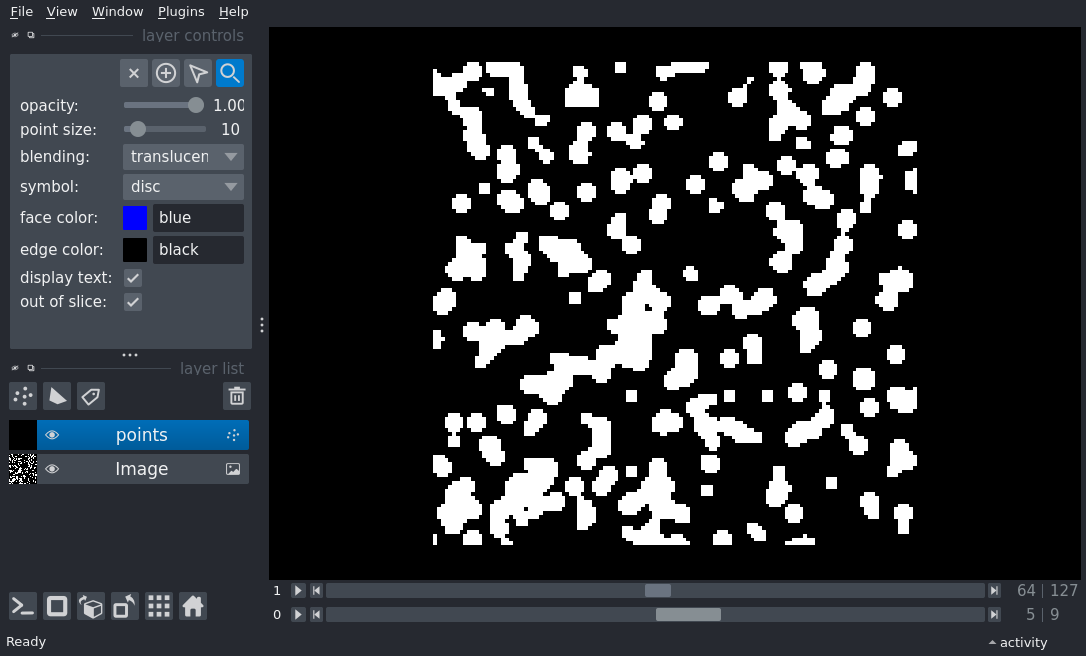 File View Window Plugins Help
layer controls
opacity: 1.00
point size: 10
blending: translucen
symbol: disc
face color: blue
edge color: black
display text:
out of slice:
layer list
points
Image
1 64 | 127
0 5 | 9
Ready activity